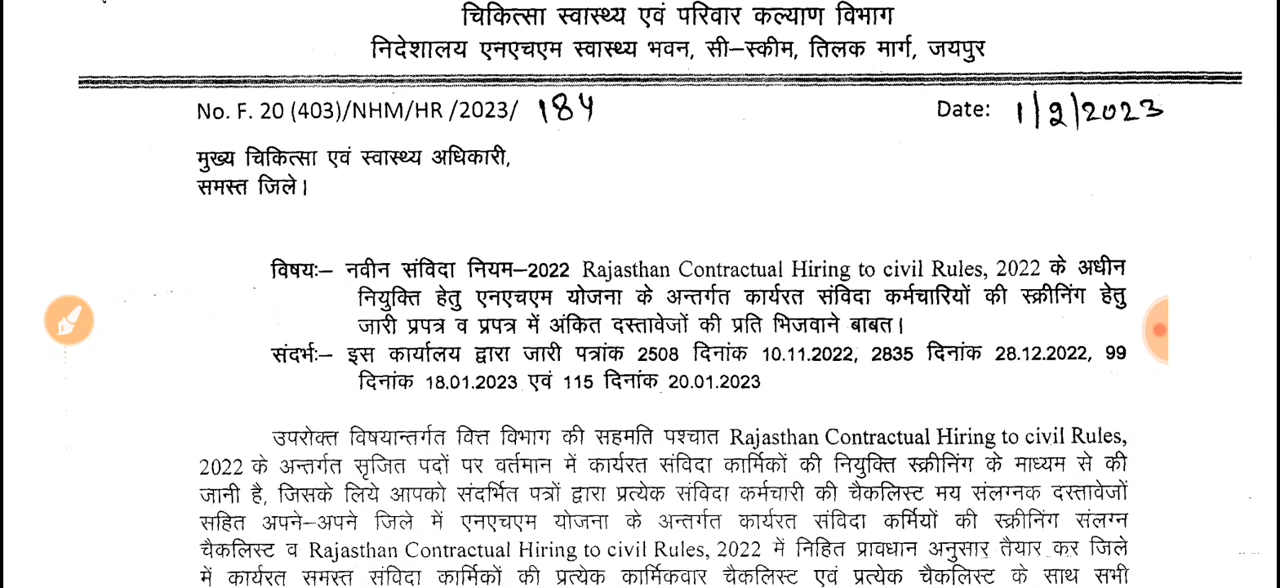 चिकित्सा स्वास्थ्य एवं परिवार कल्याण विभाग
निदेशालय एनएचएम स्वास्थ्य भवन, सी–स्कीम, तिलक मार्ग, जयपुर
No. F. 20 (403)/NHM/HR /2023/ 184 Date: 1/2/2023
मुख्य चिकित्सा एवं स्वास्थ्य अधिकारी,
समस्त जिले।
विषयः– नवीन संविदा नियम–2022 Rajasthan Contractual Hiring to civil Rules, 2022 के अधीन
नियुक्ति हेतु एनएचएम योजना के अन्तर्गत कार्यरत संविदा कर्मचारियों की स्क्रीनिंग हेतु
जारी प्रपत्र व प्रपत्र में अंकित दस्तावेजों की प्रति भिजवाने बाबत।
संदर्भः– इस कार्यालय द्वारा जारी पत्रांक 2508 दिनांक 10.11.2022, 2835 दिनांक 28.12.2022, 99
दिनांक 18.01.2023 एवं 115 दिनांक 20.01.2023
उपरोक्त विषयान्तर्गत वित्त विभाग की सहमति पश्चात Rajasthan Contractual Hiring to civil Rules,
2022 के अन्तर्गत सृजित पदों पर वर्तमान में कार्यरत संविदा कार्मिकों की नियुक्ति स्क्रीनिंग के माध्यम से की
जानी है, जिसके लिये आपको संदर्भित पत्रों द्वारा प्रत्येक संविदा कर्मचारी की चैकलिस्ट मय संलग्नक दस्तावेजों
सहित अपने–अपने जिले में एनएचएम योजना के अन्तर्गत कार्यरत संविदा कर्मियों की स्क्रीनिंग संलग्न
चैकलिस्ट व Rajasthan Contractual Hiring to civil Rules, 2022 में निहित प्रावधान अनुसार तैयार कर जिले
में कार्यरत समस्त संविदा कार्मिकों की प्रत्येक कार्मिकवार चैकलिस्ट एवं प्रत्येक चैकलिस्ट के साथ सभी